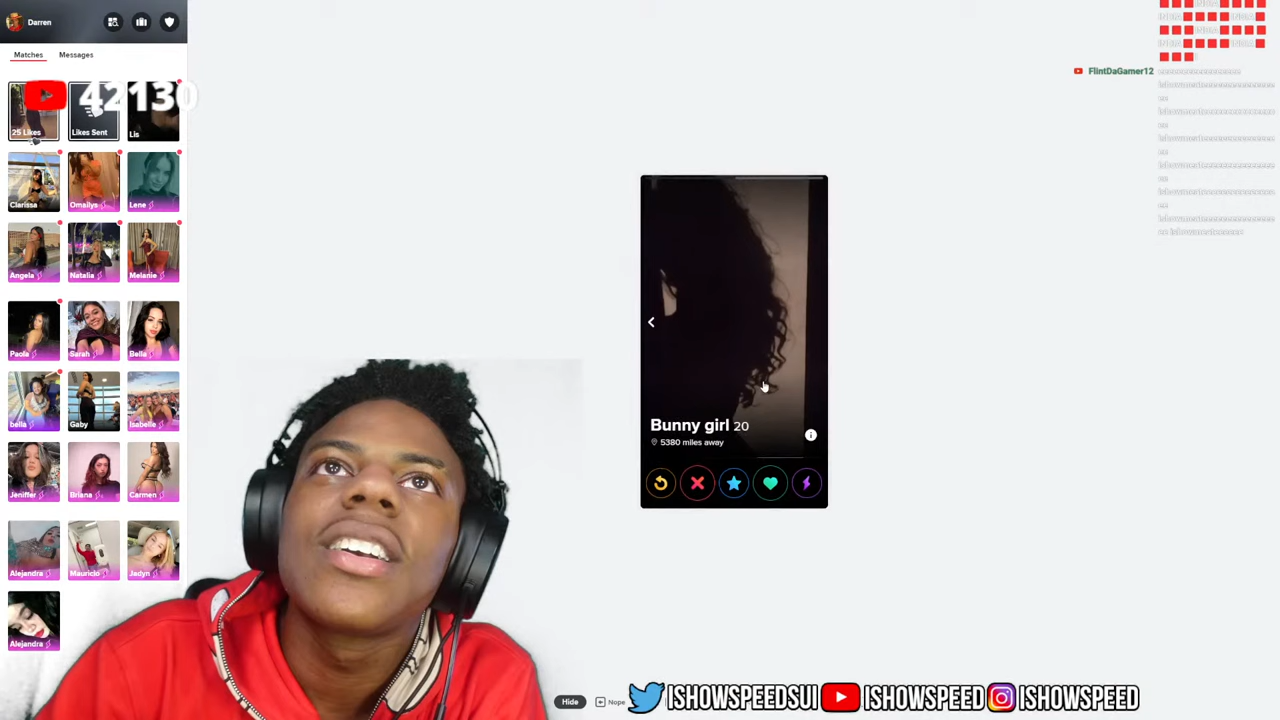 Darren
Matches Messages
42130
25 Likes Likes Sent Lis
Clarissa Omallys Lene
Angela Natalia Melanie
Paola Sarah Bella
bella Gaby Isabelle
Jeniffer Briana Carmen
Alejandra Mauricio Jadyn
Alejandra
Bunny girl 20
5380 miles away
FlintDaGamer12
Hide Nope
ISHOWSPEEDSUI ISHOWSPEED ISHOWSPEED